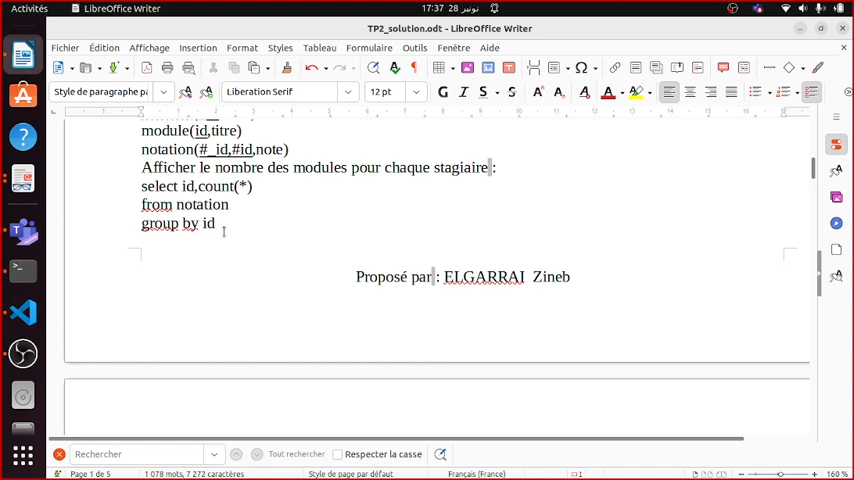 Activités
TP2_solution.odt
LibreOffice Writer
17:37 28 نونبر
TP2_solution.odt - LibreOffice Writer
Fichier Édition Affichage Insertion Format Styles Tableau Formulaire Outils Fenêtre Aide
Style de paragraphe pa
Liberation Serif
12 pt
G I S S
module(id,titre)
notation(#_id,#id,note)
Afficher le nombre des modules pour chaque stagiaire :
select id,count(*)
from notation
group by id
Proposé par : ELGARRAI Zineb
Rechercher
Tout rechercher
Respecter la casse
Page 1 de 5
1 078 mots, 7 272 caractères
Style de page par défaut
Français (France)
160 %